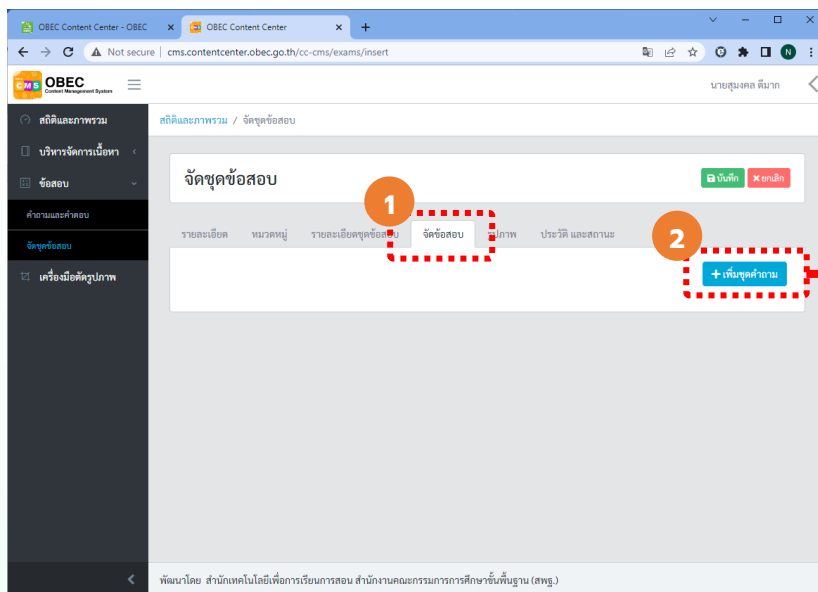 OBEC Content Center - OBEC
OBEC Content Center
Not secure | cms.contentcenter.obec.go.th/cc-cms/exams/insert
N
CMS OBEC
Content Management System
นายสุมงคล ดีมาก
สถิติและภาพรวม
สถิติและภาพรวม / จัดชุดข้อสอบ
บริหารจัดการเนื้อหา
ข้อสอบ
คำถามและคำตอบ
จัดชุดข้อสอบ
เครื่องมือตัดรูปภาพ
จัดชุดข้อสอบ
บันทึก
ยกเลิก
1
รายละเอียด หมวดหมู่ รายละเอียดชุดข้อสอบ จัดข้อสอบ รูปภาพ ประวัติ และสถานะ
2
+ เพิ่มชุดคำถาม
พัฒนาโดย สำนักเทคโนโลยีเพื่อการเรียนการสอน สำนักงานคณะกรรมการการศึกษาขั้นพื้นฐาน (สพฐ.)